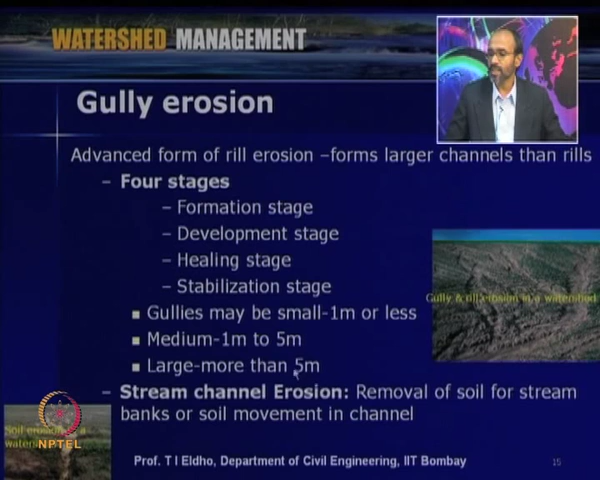 WATERSHED MANAGEMENT
Gully erosion
Advanced form of rill erosion –forms larger channels than rills
– Four stages
– Formation stage
– Development stage
– Healing stage
– Stabilization stage
Gully & rill erosion in a watershed
■ Gullies may be small-1m or less
■ Medium-1m to 5m
■ Large-more than 5m
– Stream channel Erosion: Removal of soil for stream
banks or soil movement in channel
Soil erosion a
water
NPTEL
Prof. T I Eldho, Department of Civil Engineering, IIT Bombay
15